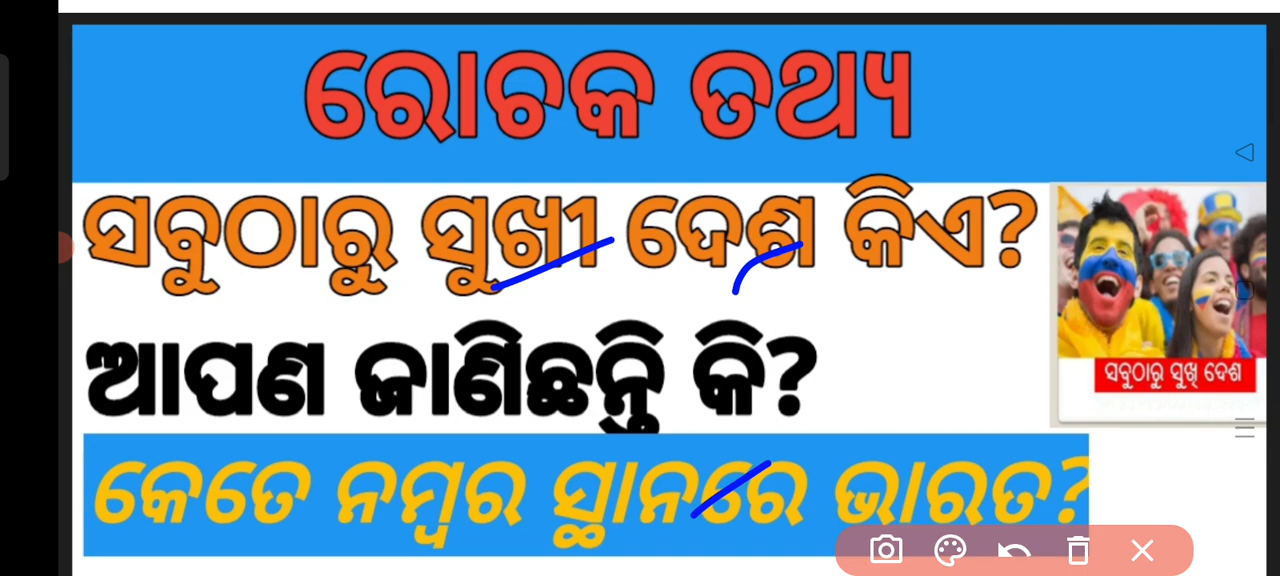 ରୋଚକ ତଥ୍ୟ
ସବୁଠାରୁ ସୁଖୀ ଦେଶ କିଏ?
ଆପଣ ଜାଣିଛନ୍ତି କି?
ସବୁଠାରୁ ସୁଖି ଦେଶ
କେତେ ନମ୍ବର ସ୍ଥାନରେ ଭାରତ?